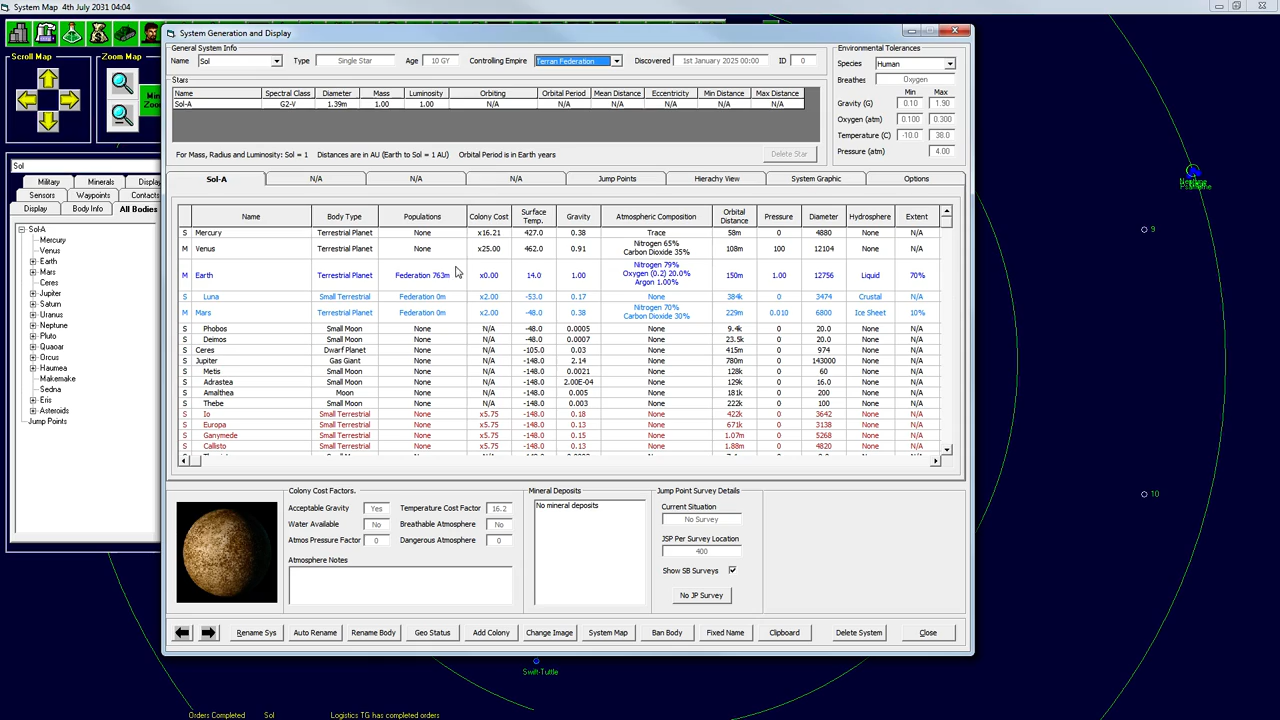 System Map  4th July 2031 04:04
System Generation and Display
Scroll Map
Zoom Map
General System Info
Name Sol Type Single Star Age 10 GY Controlling Empire Terran Federation Discovered 1st January 2025 00:00 ID 0
Environmental Tolerances
Species Human
Breathes Oxygen
Min Max
Gravity (G) 0.10 1.90
Oxygen (atm) 0.100 0.300
Temperature (C) -10.0 38.0
Pressure (atm) 4.00
Stars
Name Spectral Class Diameter Mass Luminosity Orbiting Orbital Period Mean Distance Eccentricity Min Distance Max Distance
Sol-A G2-V 1.39m 1.00 1.00 N/A N/A N/A N/A N/A N/A
For Mass, Radius and Luminosity: Sol = 1 Distances are in AU (Earth to Sol = 1 AU) Orbital Period is in Earth years Delete Star
Sol
Military Minerals Display
Sensors Waypoints Contacts
Display Body Info All Bodies
Sol-A
Mercury
Venus
Earth
Mars
Ceres
Jupiter
Saturn
Uranus
Neptune
Pluto
Quaoar
Orcus
Haumea
Makemake
Sedna
Eris
Asteroids
Jump Points
Sol-A N/A N/A N/A Jump Points Hierachy View System Graphic Options
Name Body Type Populations Colony Cost Surface Temp. Gravity Atmospheric Composition Orbital Distance Pressure Diameter Hydrosphere Extent
S Mercury Terrestrial Planet None x16.21 427.0 0.38 Trace 58m 0 4880 None N/A
M Venus Terrestrial Planet None x25.00 462.0 0.91 Nitrogen 65% Carbon Dioxide 35% 108m 100 12104 None N/A
M Earth Terrestrial Planet Federation 763m x0.00 14.0 1.00 Nitrogen 79% Oxygen (0.2) 20.0% Argon 1.00% 150m 1.00 12756 Liquid 70%
S Luna Small Terrestrial Federation 0m x2.00 -53.0 0.17 None 384k 0 3474 Crustal N/A
M Mars Terrestrial Planet Federation 0m x2.00 -48.0 0.38 Nitrogen 70% Carbon Dioxide 30% 229m 0.010 6800 Ice Sheet 10%
S Phobos Small Moon None N/A -48.0 0.0005 None 9.4k 0 20.0 None N/A
S Deimos Small Moon None N/A -48.0 0.0007 None 23.5k 0 20.0 None N/A
S Ceres Dwarf Planet None N/A -105.0 0.03 None 415m 0 974 None N/A
S Jupiter Gas Giant None N/A -148.0 2.14 None 780m 0 143000 None N/A
S Metis Small Moon None N/A -148.0 0.0021 None 128k 0 60 None N/A
S Adrastea Small Moon None N/A -148.0 2.00E-04 None 129k 0 16.0 None N/A
S Amalthea Moon None N/A -148.0 0.005 None 181k 0 200 None N/A
S Thebe Small Moon None N/A -148.0 0.003 None 222k 0 100 None N/A
S Io Small Terrestrial None x5.75 -148.0 0.18 None 422k 0 3642 None N/A
S Europa Small Terrestrial None x5.75 -148.0 0.13 None 671k 0 3138 None N/A
S Ganymede Small Terrestrial None x5.75 -148.0 0.15 None 1.07m 0 5268 None N/A
S Callisto Small Terrestrial None x5.75 -148.0 0.13 None 1.88m 0 4820 None N/A
Colony Cost Factors.
Acceptable Gravity Yes Temperature Cost Factor 16.2
Water Available No Breathable Atmosphere No
Atmos Pressure Factor 0 Dangerous Atmosphere 0
Atmosphere Notes
Mineral Deposits
No mineral deposits
Jump Point Survey Details
Current Situation
No Survey
JSP Per Survey Location
400
Show SB Surveys
No JP Survey
Rename Sys Auto Rename Rename Body Geo Status Add Colony Change Image System Map Ban Body Fixed Name Clipboard Delete System Close
9
10
Swift-Tuttle
Orders Completed Sol Logistics TG has completed orders